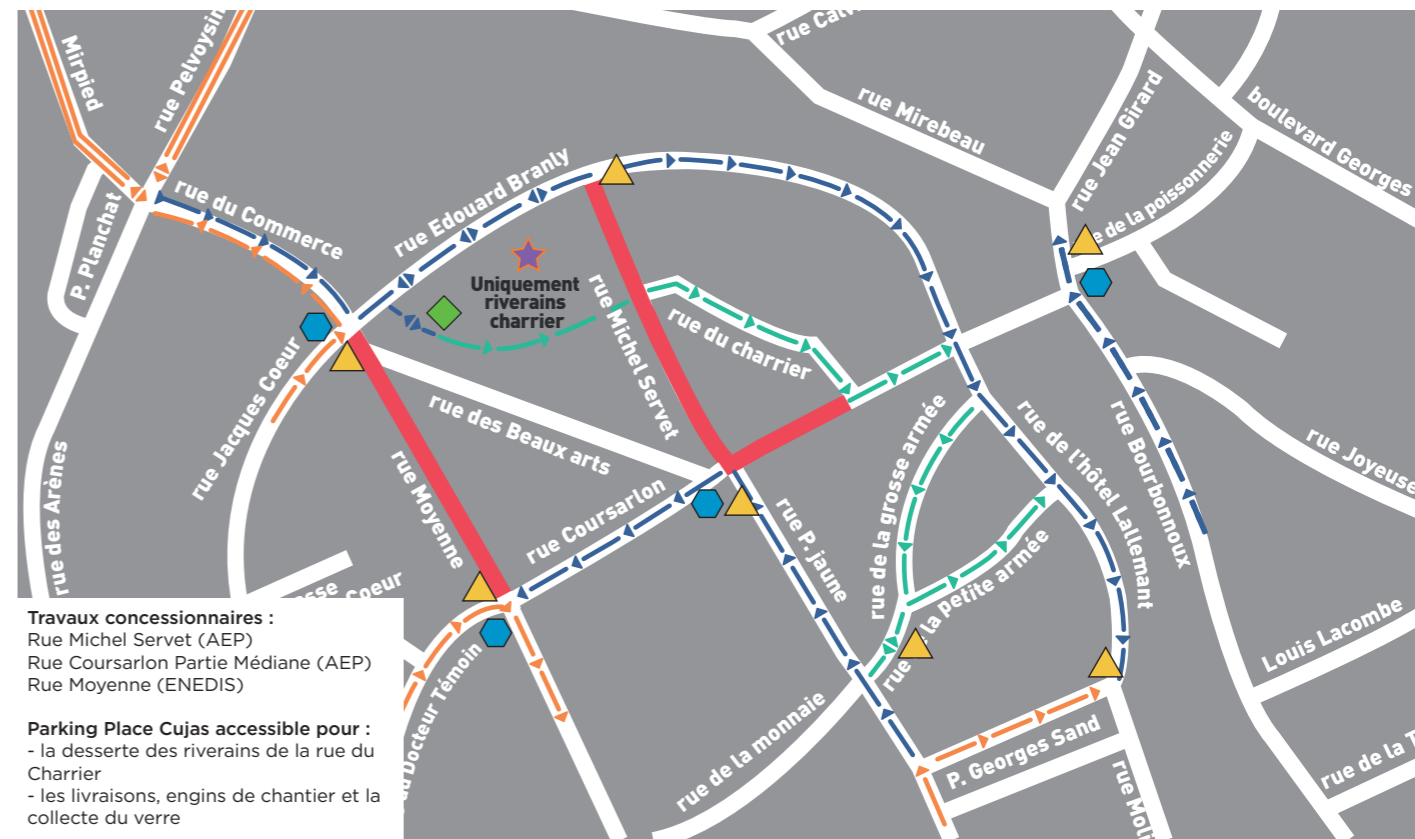 Mirpied
rue Pelvoysin
rue Calv
rue Mirebeau
rue Jean Girard
boulevard Georges
e de la poissonnerie
P. Planchat
rue du Commerce
rue Edouard Branly
Uniquement
riverains
charrier
rue Michel Servet
rue du charrier
rue Jacques Coeur
rue des Beaux arts
rue des Arènes
rue Moyenne
rue Coursarlon
rue P. jaune
rue de la grosse armée
rue de l'hôtel Lallemant
rue Bourbonnoux
rue Joyeuse
rue la petite armée
sse
Coeur
Louis Lacombe
au Docteur Témoin
rue de la monnaie
P. Georges Sand
rue Moli
rue de la T
Travaux concessionnaires :
Rue Michel Servet (AEP)
Rue Coursarlon Partie Médiane (AEP)
Rue Moyenne (ENEDIS)
Parking Place Cujas accessible pour :
- la desserte des riverains de la rue du
Charrier
- les livraisons, engins de chantier et la
collecte du verre